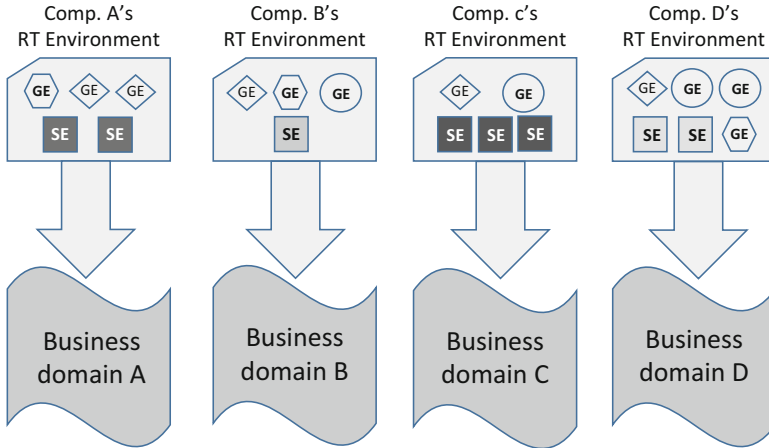 Comp. A's
RT Environment
GE
GE
GE
SE
SE
Business
domain A
Comp. B's
RT Environment
GE
GE
GE
SE
Business
domain B
Comp. c's
RT Environment
GE
GE
SE
SE
SE
Business
domain C
Comp. D's
RT Environment
GE
GE
GE
SE
SE
GE
Business
domain D